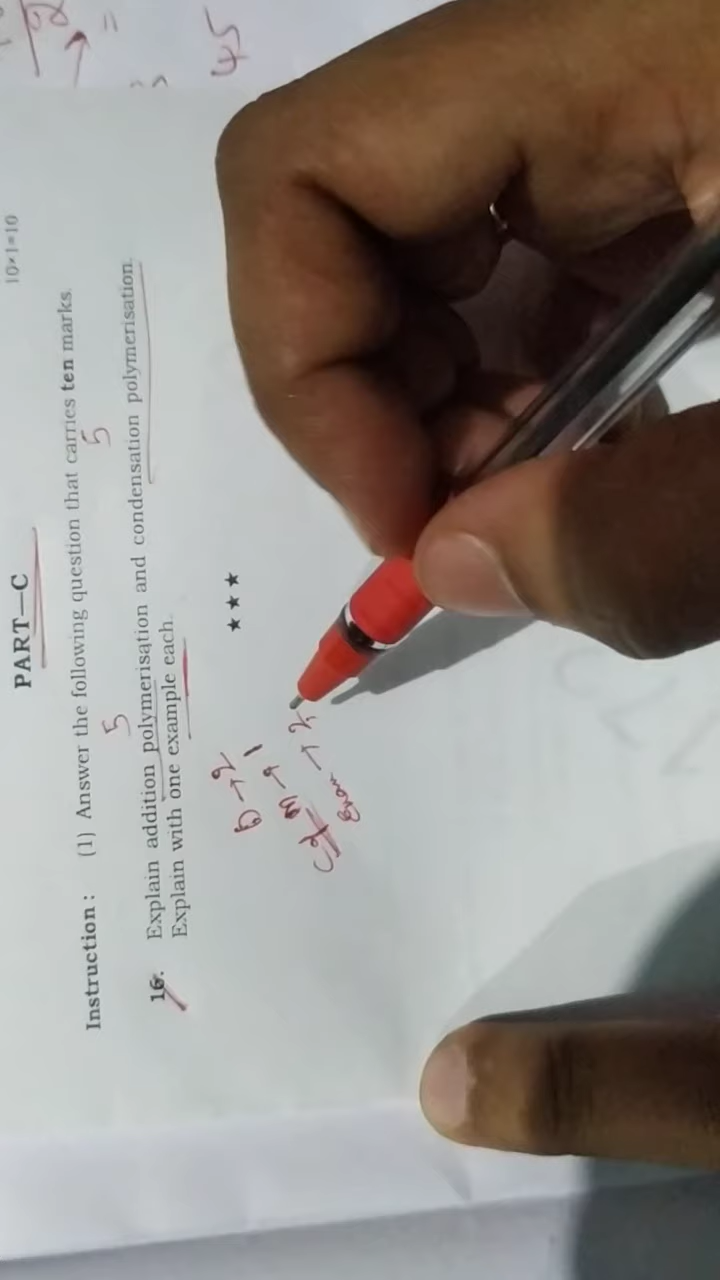 45
PART—C
10×1=10
Instruction : (1) Answer the following question that carries ten marks.
5 5
16. Explain addition polymerisation and condensation polymerisation.
Explain with one example each.
★★★
D → 2
m → 1
Exam → 2